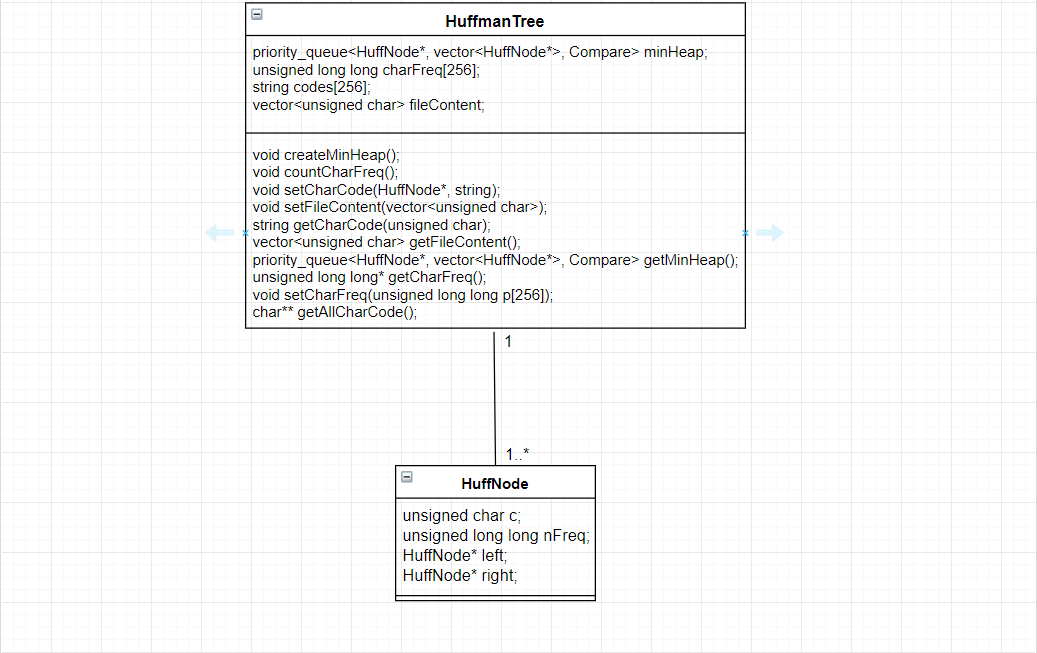 HuffmanTree
priority_queue<HuffNode*, vector<HuffNode*>, Compare> minHeap;
unsigned long long charFreq[256];
string codes[256];
vector<unsigned char> fileContent;
void createMinHeap();
void countCharFreq();
void setCharCode(HuffNode*, string);
void setFileContent(vector<unsigned char>);
string getCharCode(unsigned char);
vector<unsigned char> getFileContent();
priority_queue<HuffNode*, vector<HuffNode*>, Compare> getMinHeap();
unsigned long long* getCharFreq();
void setCharFreq(unsigned long long p[256]);
char** getAllCharCode();
1
1..*
HuffNode
unsigned char c;
unsigned long long nFreq;
HuffNode* left;
HuffNode* right;